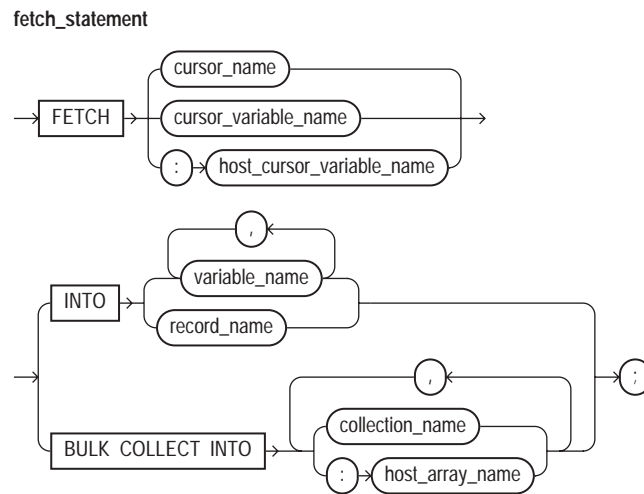 fetch_statement
cursor_name
FETCH
cursor_variable_name
: host_cursor_variable_name
,
variable_name
INTO
record_name
,
;
collection_name
BULK COLLECT INTO
: host_array_name